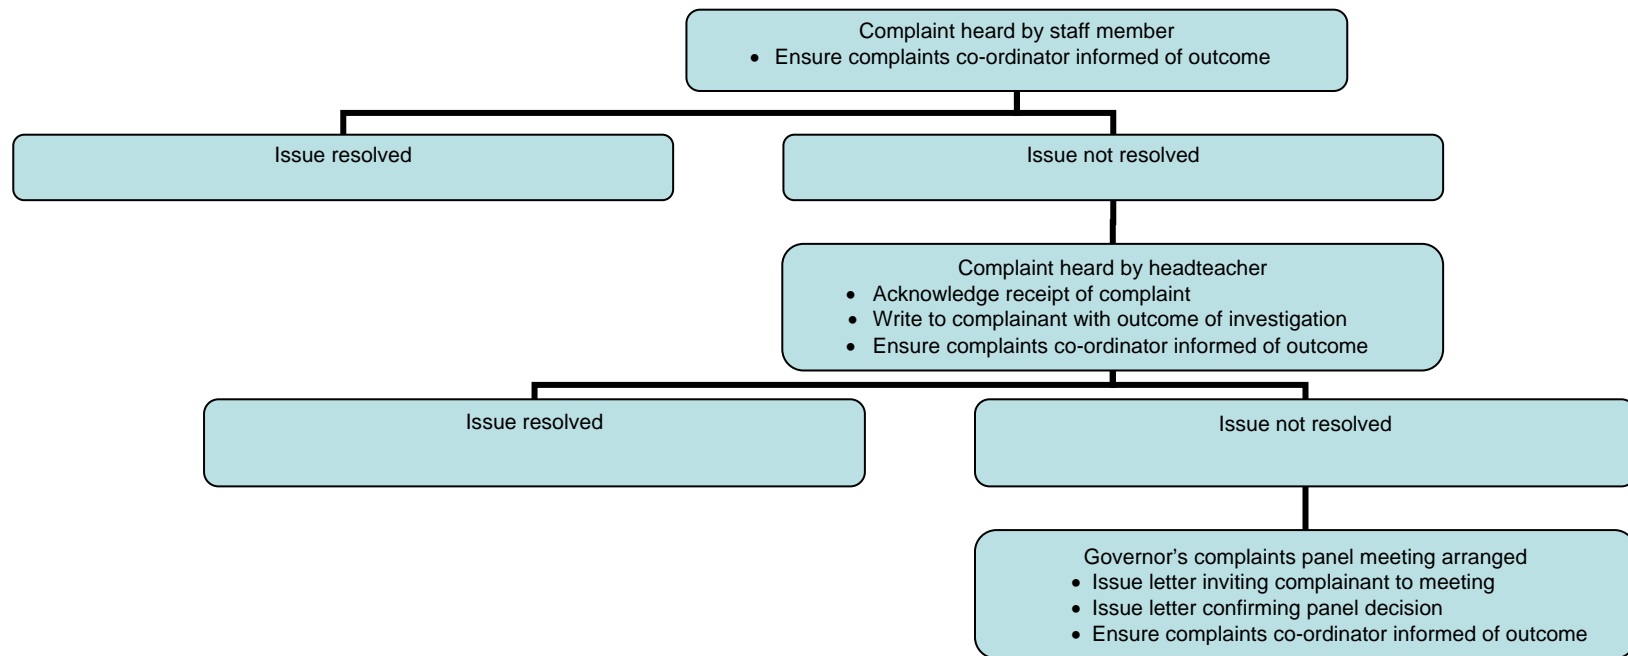 Complaint heard by staff member
• Ensure complaints co-ordinator informed of outcome
Issue resolved
Issue not resolved
Complaint heard by headteacher
• Acknowledge receipt of complaint
• Write to complainant with outcome of investigation
• Ensure complaints co-ordinator informed of outcome
Issue resolved
Issue not resolved
Governor’s complaints panel meeting arranged
• Issue letter inviting complainant to meeting
• Issue letter confirming panel decision
• Ensure complaints co-ordinator informed of outcome